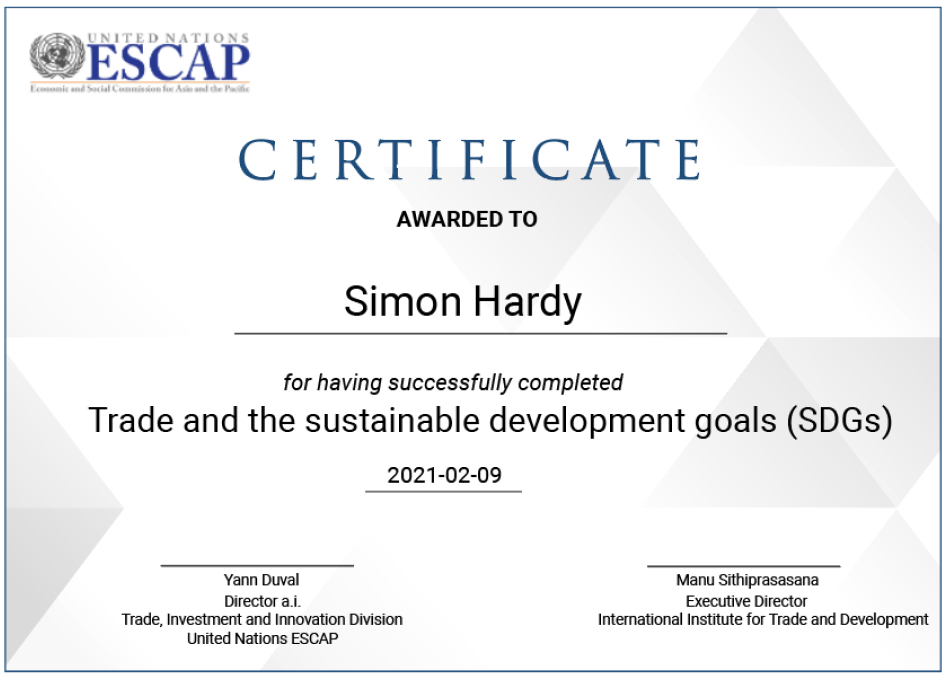 UNITED NATIONS
ESCAP
Economic and Social Commission for Asia and the Pacific
CERTIFICATE
AWARDED TO
Simon Hardy
for having successfully completed
Trade and the sustainable development goals (SDGs)
2021-02-09
Yann Duval
Director a.i.
Trade, Investment and Innovation Division
United Nations ESCAP
Manu Sithiprasasana
Executive Director
International Institute for Trade and Development